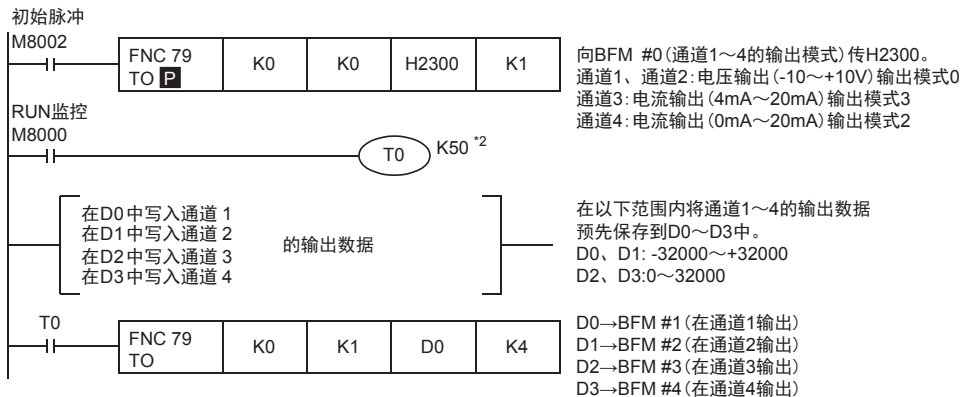 初始脉冲
M8002
FNC 79
TO P
K0
K0
H2300
K1
向BFM #0(通道1～4的输出模式)传H2300。
通道1、通道2:电压输出(-10～+10V)输出模式0
通道3:电流输出(4mA～20mA)输出模式3
通道4:电流输出(0mA～20mA)输出模式2
RUN监控
M8000
T0
K50 *2
在D0中写入通道 1
在D1中写入通道 2
在D2中写入通道 3
在D3中写入通道 4
的输出数据
在以下范围内将通道1～4的输出数据
预先保存到D0～D3中。
D0、D1: -32000～+32000
D2、D3:0～32000
T0
FNC 79
TO
K0
K1
D0
K4
D0→BFM #1(在通道1输出)
D1→BFM #2(在通道2输出)
D2→BFM #3(在通道3输出)
D3→BFM #4(在通道4输出)